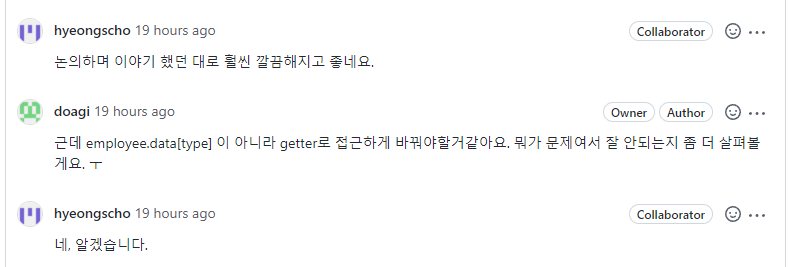 hyeongscho 19 hours ago Collaborator
논의하며 이야기 했던 대로 훨씬 깔끔해지고 좋네요.
doagi 19 hours ago Owner Author
근데 employee.data[type] 이 아니라 getter로 접근하게 바꿔야할거같아요. 뭐가 문제여서 잘 안되는지 좀 더 살펴볼
게요. ㅜ
hyeongscho 19 hours ago Collaborator
네, 알겠습니다.